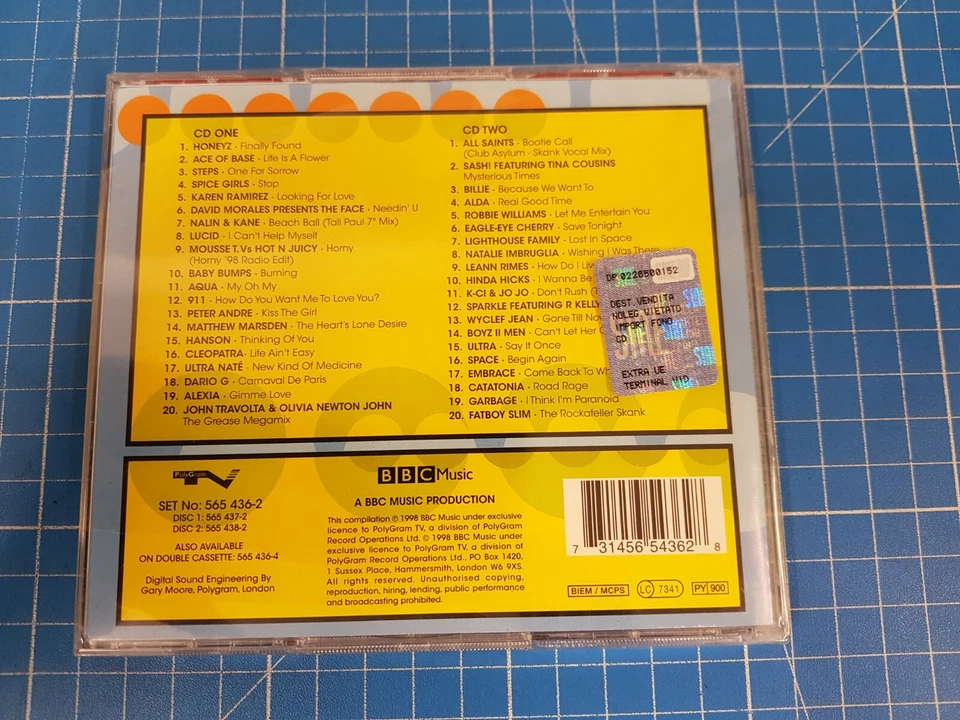 CD ONE
1. HONEYZ · Finally Found
2. ACE OF BASE · Life Is A Flower
3. STEPS · One For Sorrow
4. SPICE GIRLS · Stop
5. KAREN RAMIREZ · Looking For Love
6. DAVID MORALES PRESENTS THE FACE · Needin' U
7. NALIN & KANE · Beach Ball (Tall Paul 7" Mix)
8. LUCID · I Can't Help Myself
9. MOUSSE T. Vs HOT N JUICY · Horny
(Horny '98 Radio Edit)
10. BABY BUMPS · Burning
11. AQUA · My Oh My
12. 911 · How Do You Want Me To Love You?
13. PETER ANDRE · Kiss The Girl
14. MATTHEW MARSDEN · The Heart's Lone Desire
15. HANSON · Thinking Of You
16. CLEOPATRA · Life Ain't Easy
17. ULTRA NATÉ · New Kind Of Medicine
18. DARIO G · Carnaval De Paris
19. ALEXIA · Gimme Love
20. JOHN TRAVOLTA & OLIVIA NEWTON JOHN
The Grease Megamix
CD TWO
1. ALL SAINTS · Bootie Call
(Club Asylum - Skank Vocal Mix)
2. SASH! FEATURING TINA COUSINS
Mysterious Times
3. BILLIE · Because We Want To
4. ALDA · Real Good Time
5. ROBBIE WILLIAMS · Let Me Entertain You
6. EAGLE-EYE CHERRY · Save Tonight
7. LIGHTHOUSE FAMILY · Lost In Space
8. NATALIE IMBRUGLIA · Wishing I Was There
9. LEANN RIMES · How Do I Liv
10. HINDA HICKS · I Wanna Be
11. K-CI & JO JO · Don't Rush (
12. SPARKLE FEATURING R KELLY
13. WYCLEF JEAN · Gone Till Nov
14. BOYZ II MEN · Can't Let Her
15. ULTRA · Say It Once
16. SPACE · Begin Again
17. EMBRACE · Come Back To Wh
18. CATATONIA · Road Rage
19. GARBAGE · I Think I'm Paranoid
20. FATBOY SLIM · The Rockafeller Skank
DF 0226500152
DEST.VENDITA
NOLEG.VIETATO
IMPORT FONO
CD
EXTRA UE
TERMINAL VID
PolyGram TV
SET No: 565 436-2
DISC 1: 565 437-2
DISC 2: 565 438-2
ALSO AVAILABLE
ON DOUBLE CASSETTE: 565 436-4
Digital Sound Engineering By
Gary Moore, Polygram, London
BBC Music
A BBC MUSIC PRODUCTION
This compilation ℗ 1998 BBC Music under exclusive
licence to PolyGram TV, a division of PolyGram
Record Operations Ltd. © 1998 BBC Music under
exclusive licence to PolyGram TV, a division of
PolyGram Record Operations Ltd., PO Box 1420,
1 Sussex Place, Hammersmith, London W6 9XS.
All rights reserved. Unauthorised copying,
reproduction, hiring, lending, public performance
and broadcasting prohibited.
7 31456 54362 8
BIEM / MCPS
LC 7341
PY 900